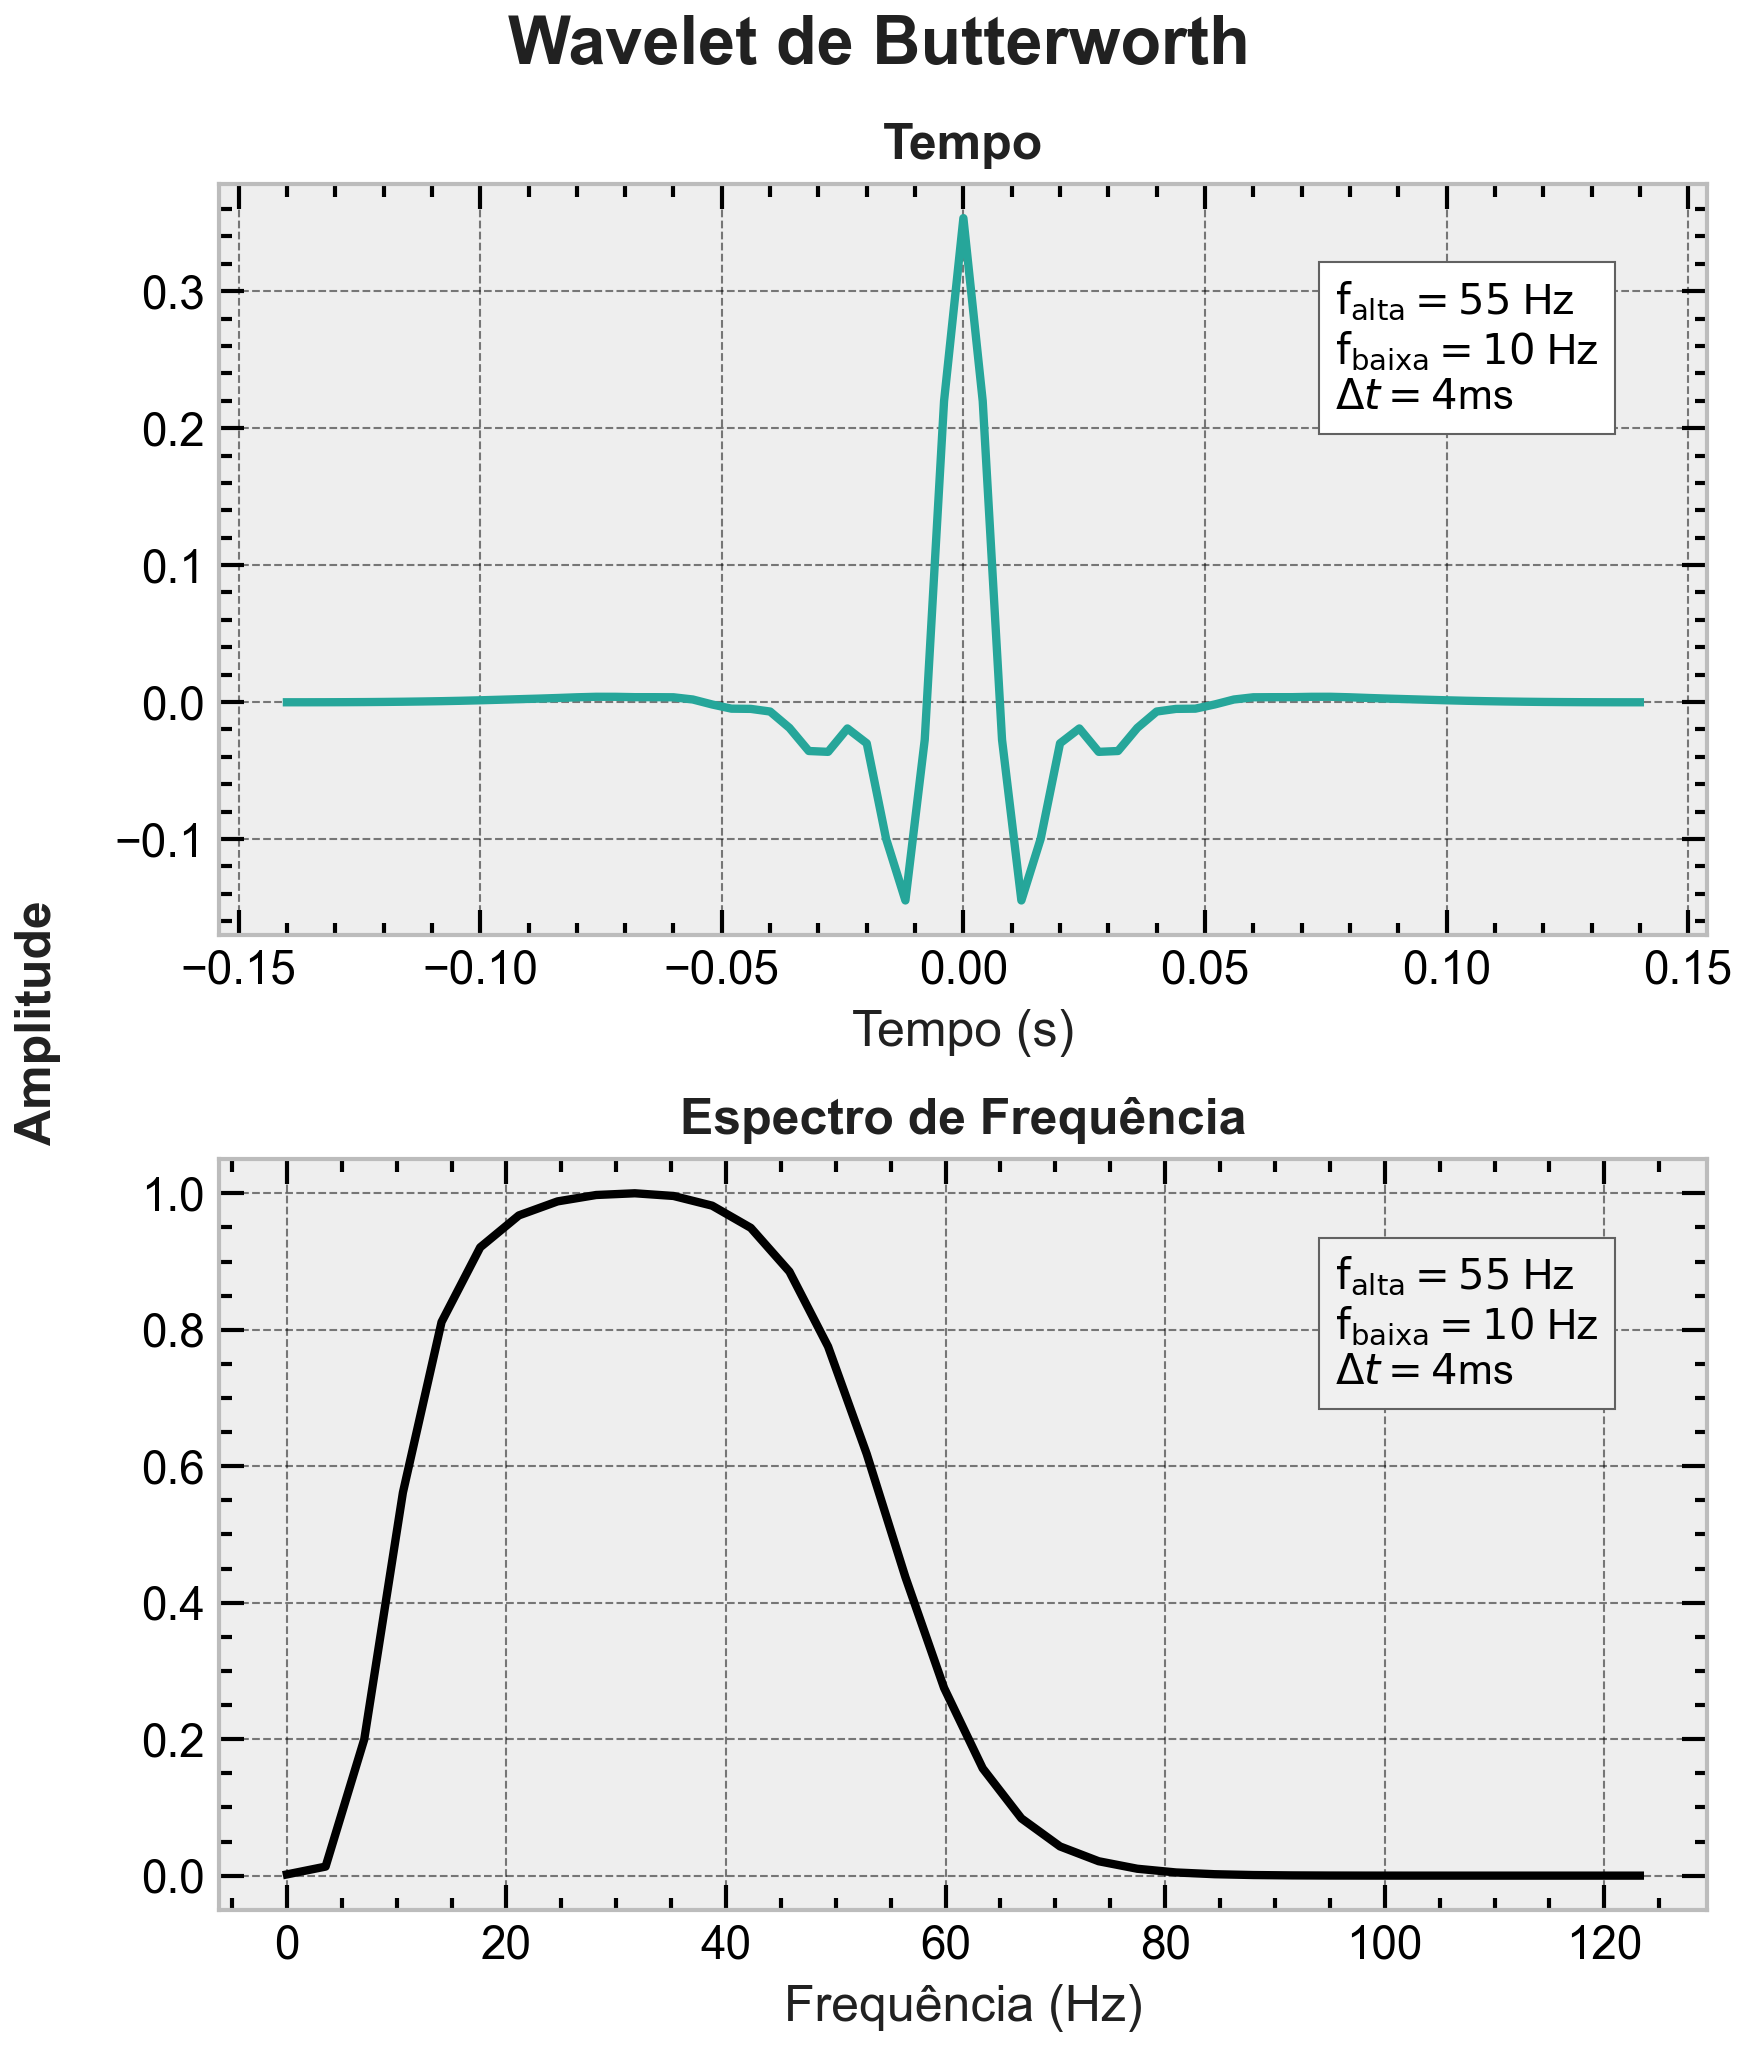 Wavelet de Butterworth
Tempo
0.3
0.2
0.1
0.0
−0.1
f_alta = 55 Hz
f_baixa = 10 Hz
Δt = 4ms
−0.15 −0.10 −0.05 0.00 0.05 0.10 0.15
Tempo (s)
Amplitude
Espectro de Frequência
1.0
0.8
0.6
0.4
0.2
0.0
f_alta = 55 Hz
f_baixa = 10 Hz
Δt = 4ms
0 20 40 60 80 100 120
Frequência (Hz)